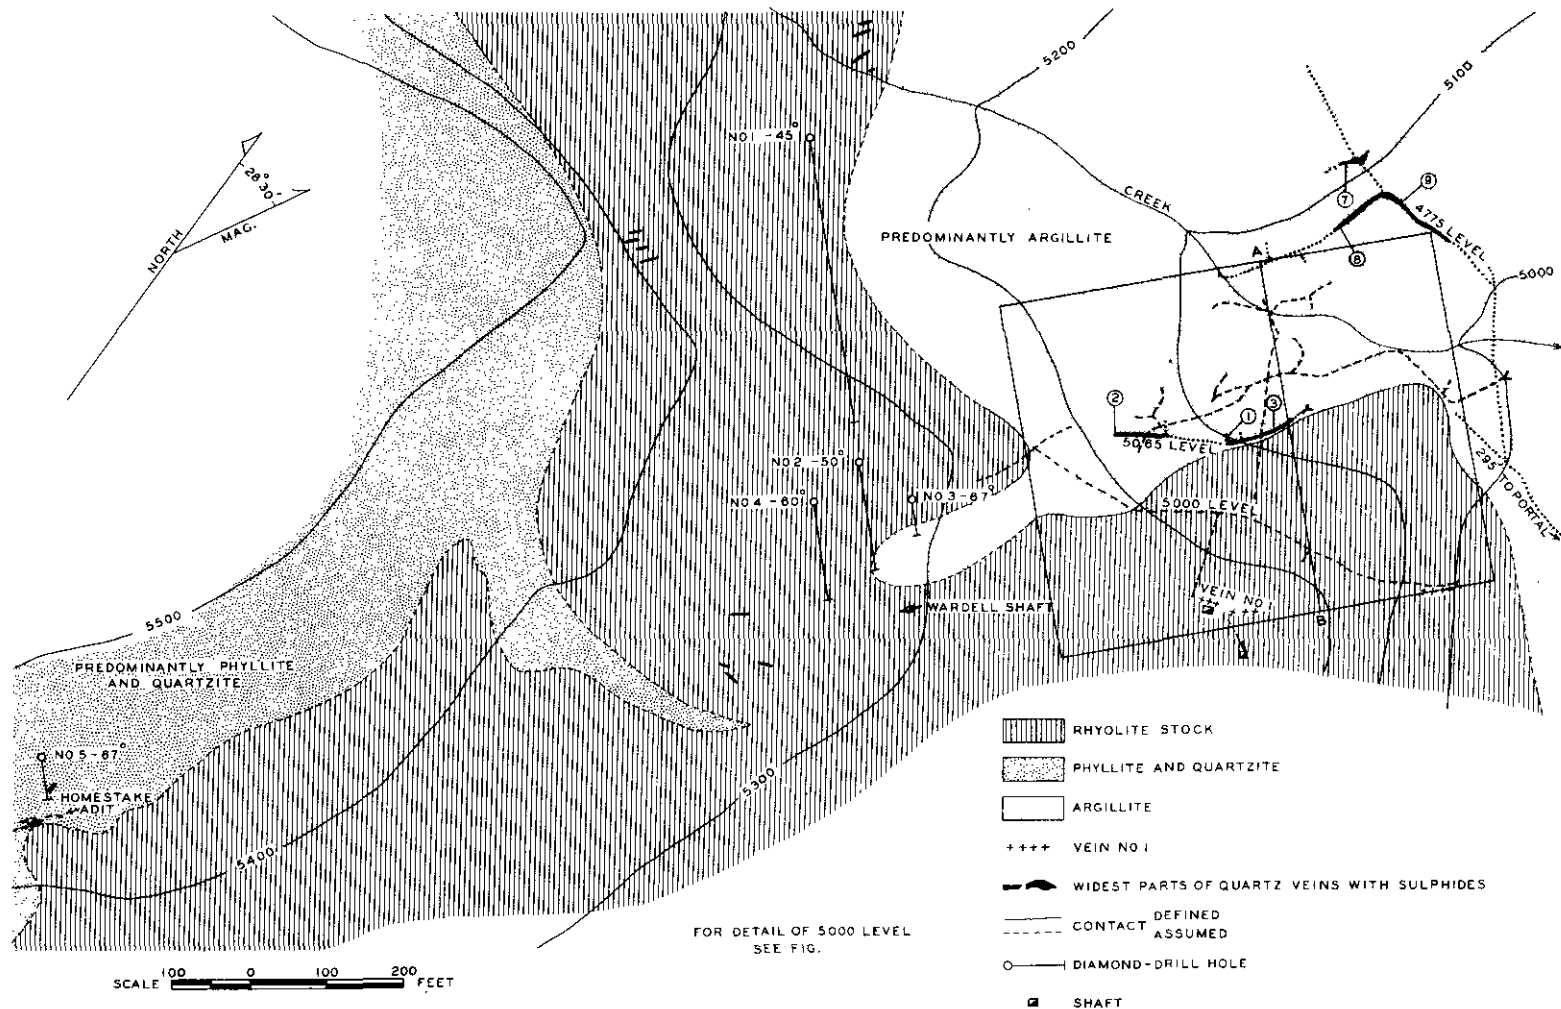 5200
5100
NO 1 - 45°
28° 30'
MAG.
NORTH
CREEK
7
9
4775 LEVEL
PREDOMINANTLY ARGILLITE
A
8
5000
2
1
3
5085 LEVEL
NO 2 - 50°
NO 4 - 60°
NO 3 - 67°
5000 LEVEL
295' TO PORTAL
VEIN NO 1
WARDELL SHAFT
B
5500
PREDOMINANTLY PHYLLITE
AND QUARTZITE
NO 5 - 67°
HOMESTAKE
ADIT
5300
5400
RHYOLITE STOCK
PHYLLITE AND QUARTZITE
ARGILLITE
++++ VEIN NO 1
WIDEST PARTS OF QUARTZ VEINS WITH SULPHIDES
CONTACT DEFINED
ASSUMED
DIAMOND-DRILL HOLE
SHAFT
FOR DETAIL OF 5000 LEVEL
SEE FIG.
100 0 100 200
SCALE FEET